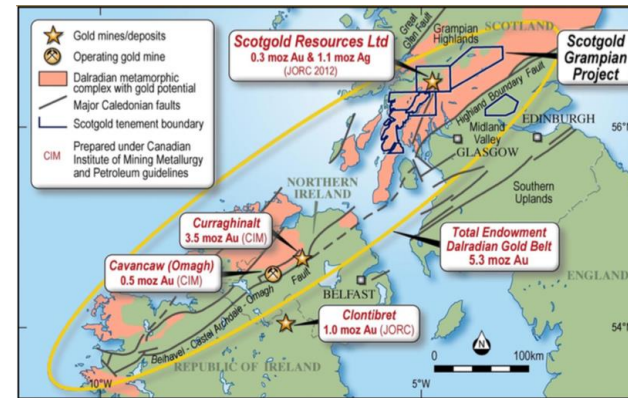 Gold mines/deposits
Operating gold mine
Dalradian metamorphic
complex with gold potential
Major Caledonian faults
Scotgold tenement boundary
CIM Prepared under Canadian
Institute of Mining Metallurgy
and Petroleum guidelines
Great
Glen Fault
Grampian
Highlands
SCOTLAND
Scotgold Resources Ltd
0.3 moz Au & 1.1 moz Ag
(JORC 2012)
Scotgold
Grampian
Project
Highland Boundary Fault
56°N
EDINBURGH
Midland
Valley
GLASGOW
Southern
Uplands
NORTHERN
IRELAND
Curraghinalt
3.5 moz Au (CIM)
Cavancaw (Omagh)
0.5 moz Au (CIM)
Total Endowment
Dalradian Gold Belt
5.3 moz Au
ENGLAND
BELFAST
Clontibret
1.0 moz Au (JORC)
54°N
REPUBLIC OF IRELAND
N
0 100km
10°W
5°W